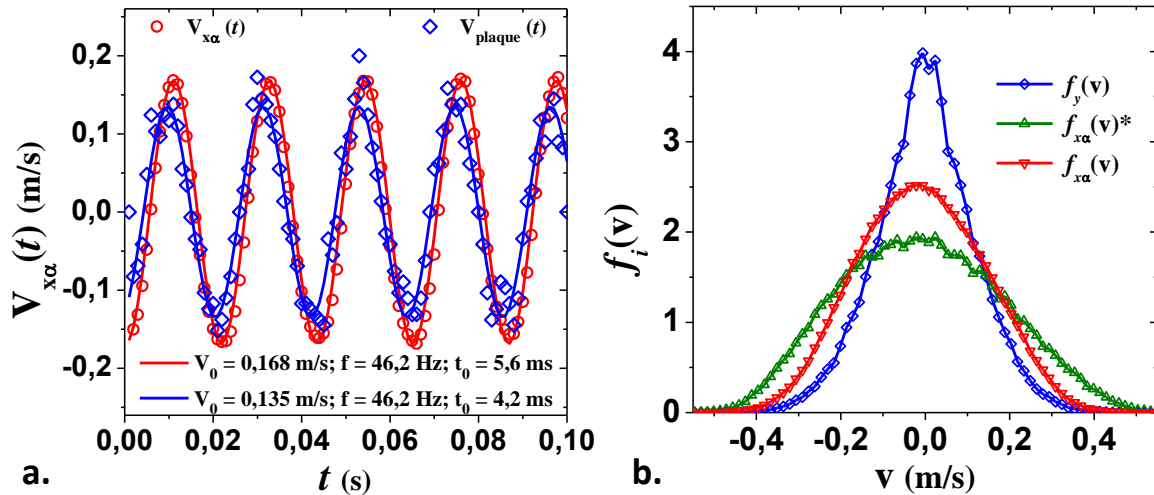 V_xα (t)
V_plaque (t)
0,2
0,1
0,0
-0,1
-0,2
V_xα (t) (m/s)
V_0 = 0,168 m/s; f = 46,2 Hz; t_0 = 5,6 ms
V_0 = 0,135 m/s; f = 46,2 Hz; t_0 = 4,2 ms
0,00 0,02 0,04 0,06 0,08 0,10
t (s)
a.
4
3
2
1
0
f_i(v)
f_y(v)
f_xα(v)*
f_xα(v)
-0,4 -0,2 0,0 0,2 0,4
v (m/s)
b.